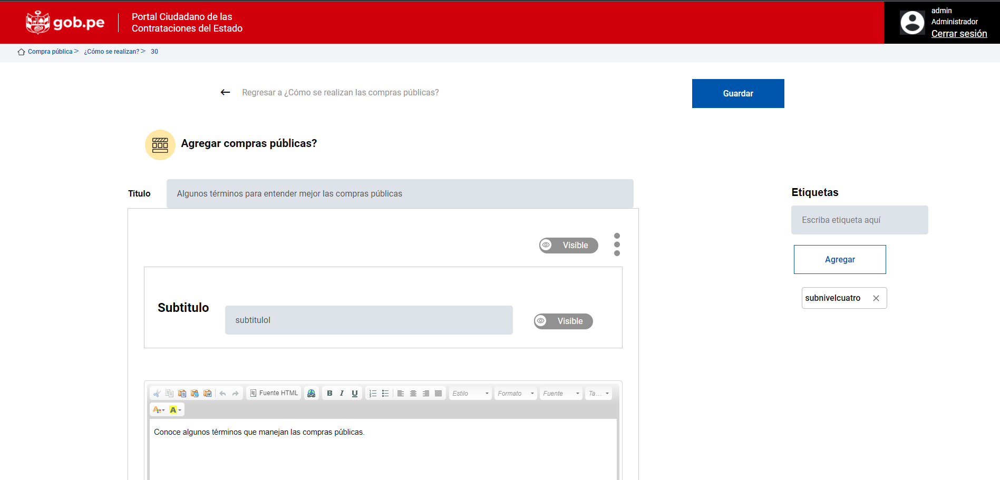 gob.pe
Portal Ciudadano de las
Contrataciones del Estado
admin
Administrador
Cerrar sesión
Compra pública > ¿Cómo se realizan? > 30
Regresar a ¿Cómo se realizan las compras públicas?
Guardar
Agregar compras públicas?
Título
Algunos términos para entender mejor las compras públicas
Etiquetas
Escriba etiqueta aquí
Agregar
subnivelcuatro
Visible
Subtitulo
subtituloI
Visible
Fuente HTML
B I U
Estilo
Formato
Fuente
Ta...
A
A
Conoce algunos términos que manejan las compras públicas.